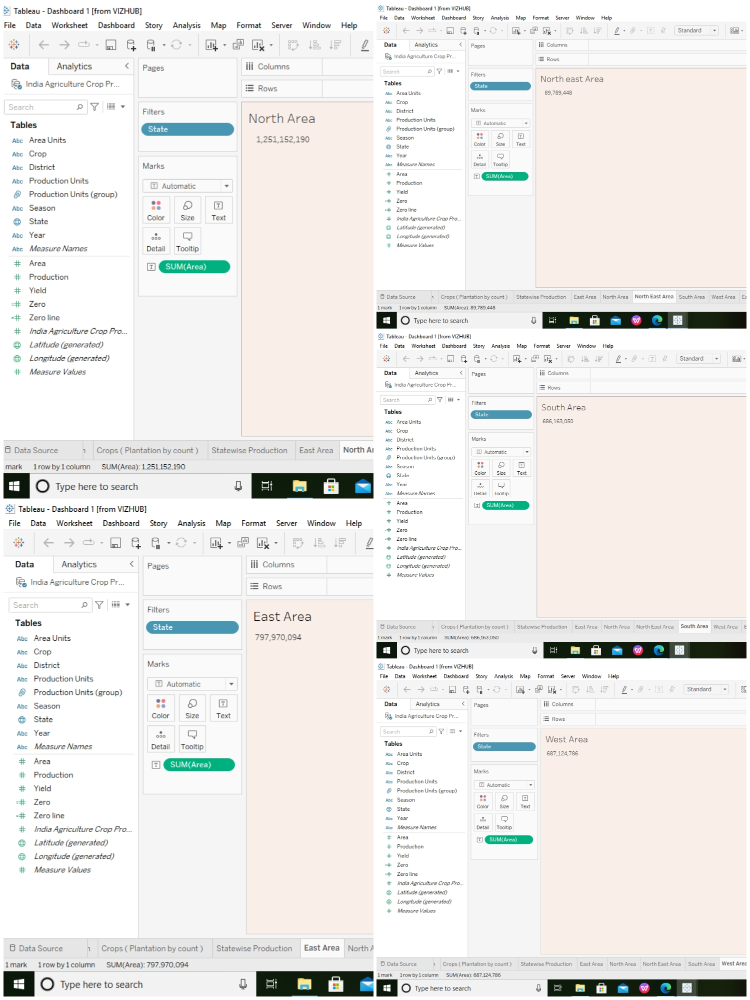 Tableau - Dashboard 1 [from VIZHUB]
File Data Worksheet Dashboard Story Analysis Map Format Server Window Help
Data Analytics
India Agriculture Crop Pr...
Search
Tables
Abc Area Units
Abc Crop
Abc District
Abc Production Units
Production Units (group)
Abc Season
State
Abc Year
Abc Measure Names
Area
Production
Yield
Zero
Zero line
India Agriculture Crop Pro...
Latitude (generated)
Longitude (generated)
Measure Values
Pages
Filters
State
Marks
Automatic
Color Size Text
Detail Tooltip
SUM(Area)
Columns
Rows
North Area
1,251,152,190
Data Source Crops ( Plantation by count ) Statewise Production East Area North Ar
mark 1 row by 1 column SUM(Area): 1,251,152,190
Type here to search
Tableau - Dashboard 1 [from VIZHUB]
File Data Worksheet Dashboard Story Analysis Map Format Server Window Help
Standard
Data Analytics
India Agriculture Crop Pr...
Search
Tables
Abc Area Units
Abc Crop
Abc District
Abc Production Units
Production Units (group)
Abc Season
State
Abc Year
Abc Measure Names
Area
Production
Yield
Zero
Zero line
India Agriculture Crop Pro...
Latitude (generated)
Longitude (generated)
Measure Values
Pages
Filters
State
Marks
Automatic
Color Size Text
Detail Tooltip
SUM(Area)
Columns
Rows
North east Area
89,789,448
Data Source Crops ( Plantation by count ) Statewise Production East Area North Area North East Area South Area West Area Ea
1 mark 1 row by 1 column SUM(Area): 89,789,448
Type here to search
Tableau - Dashboard 1 [from VIZHUB]
File Data Worksheet Dashboard Story Analysis Map Format Server Window Help
Standard
Data Analytics
India Agriculture Crop Pr...
Search
Tables
Abc Area Units
Abc Crop
Abc District
Abc Production Units
Production Units (group)
Abc Season
State
Abc Year
Abc Measure Names
Area
Production
Yield
Zero
Zero line
India Agriculture Crop Pro...
Latitude (generated)
Longitude (generated)
Measure Values
Pages
Filters
State
Marks
Automatic
Color Size Text
Detail Tooltip
SUM(Area)
Columns
Rows
South Area
686,163,050
Data Source Crops ( Plantation by count ) Statewise Production East Area North Area North East Area South Area West Area E
1 mark 1 row by 1 column SUM(Area): 686,163,050
Type here to search
Tableau - Dashboard 1 [from VIZHUB]
File Data Worksheet Dashboard Story Analysis Map Format Server Window Help
Data Analytics
India Agriculture Crop Pr...
Search
Tables
Abc Area Units
Abc Crop
Abc District
Abc Production Units
Production Units (group)
Abc Season
State
Abc Year
Abc Measure Names
Area
Production
Yield
Zero
Zero line
India Agriculture Crop Pro...
Latitude (generated)
Longitude (generated)
Measure Values
Pages
Filters
State
Marks
Automatic
Color Size Text
Detail Tooltip
SUM(Area)
Columns
Rows
East Area
797,970,094
Data Source Crops ( Plantation by count ) Statewise Production East Area North A
1 mark 1 row by 1 column SUM(Area): 797,970,094
Type here to search
Tableau - Dashboard 1 [from VIZHUB]
File Data Worksheet Dashboard Story Analysis Map Format Server Window Help
Standard
Data Analytics
India Agriculture Crop Pr...
Search
Tables
Abc Area Units
Abc Crop
Abc District
Abc Production Units
Production Units (group)
Abc Season
State
Abc Year
Abc Measure Names
Area
Production
Yield
Zero
Zero line
India Agriculture Crop Pro...
Latitude (generated)
Longitude (generated)
Measure Values
Pages
Filters
State
Marks
Automatic
Color Size Text
Detail Tooltip
SUM(Area)
Columns
Rows
West Area
687,124,786
Data Source Crops ( Plantation by count ) Statewise Production East Area North Area North East Area South Area West Area
1 mark 1 row by 1 column SUM(Area): 687,124,786
Type here to search